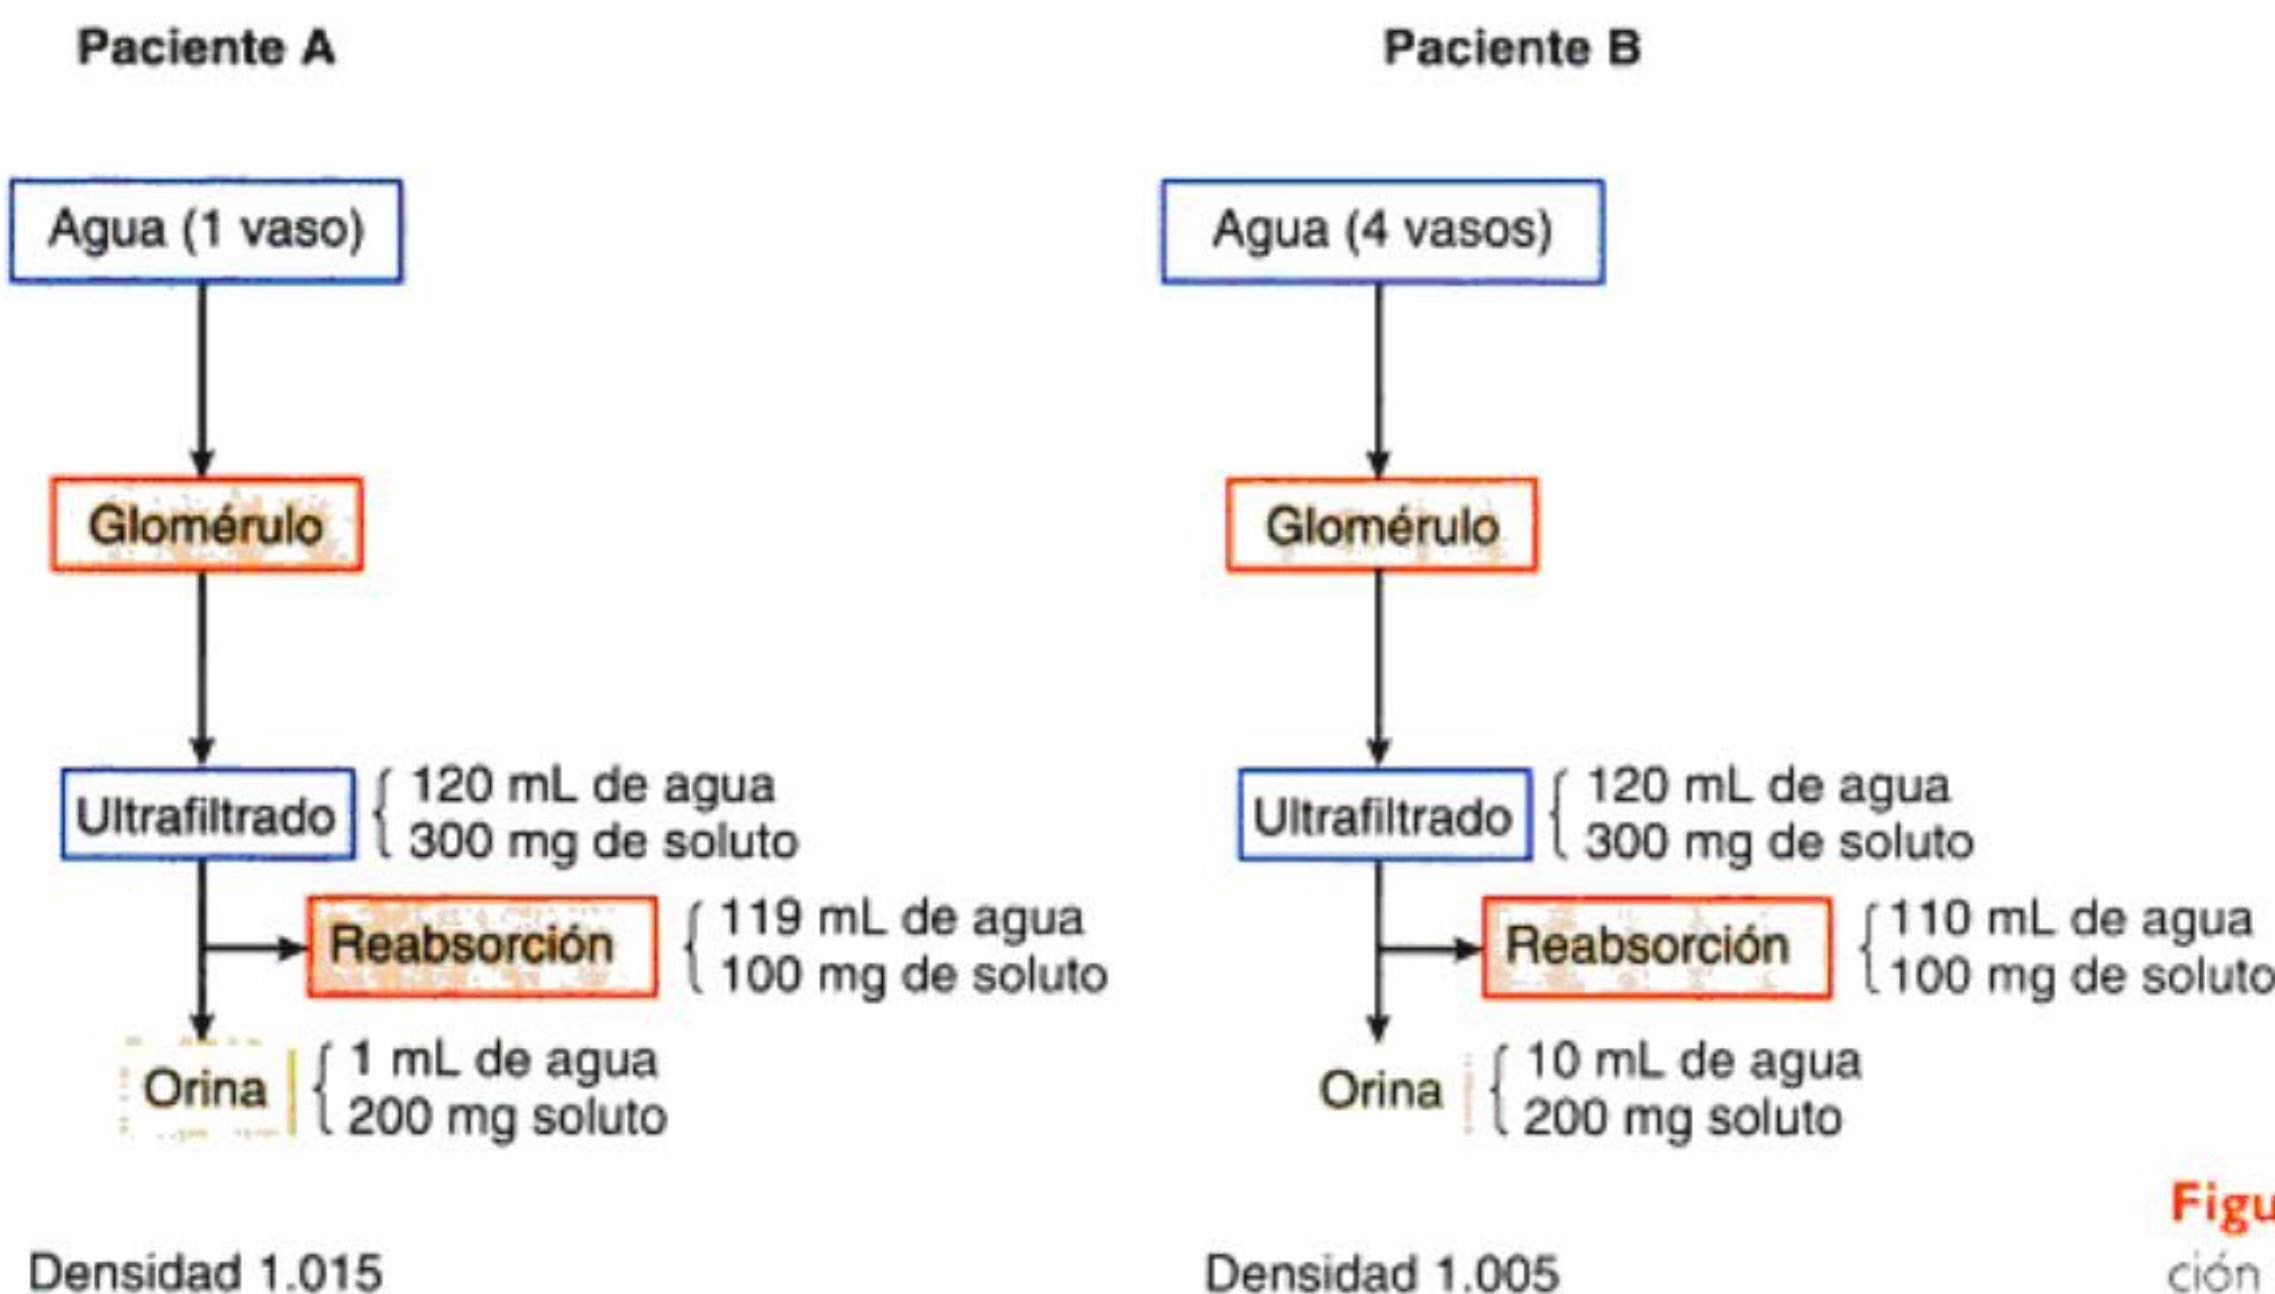 Paciente A
Agua (1 vaso)
Glomérulo
Ultrafiltrado
120 mL de agua
300 mg de soluto
Reabsorción
119 mL de agua
100 mg de soluto
Orina
1 mL de agua
200 mg soluto
Densidad 1.015
Paciente B
Agua (4 vasos)
Glomérulo
Ultrafiltrado
120 mL de agua
300 mg de soluto
Reabsorción
110 mL de agua
100 mg de soluto
Orina
10 mL de agua
200 mg soluto
Densidad 1.005
Figu
ción